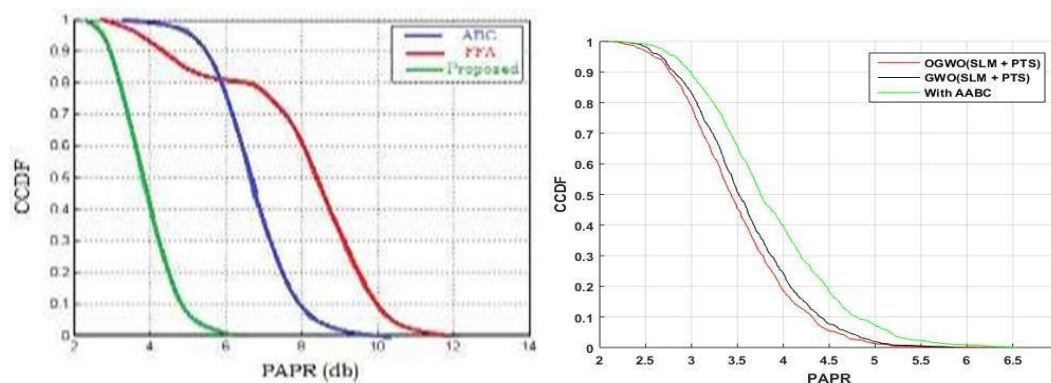 1
0.9
0.8
0.7
0.6
0.5
0.4
0.3
0.2
0.1
0
CCDF
ABC
FFA
Proposed
2 4 6 8 10 12 14
PAPR (db)
1
0.9
0.8
0.7
0.6
0.5
0.4
0.3
0.2
0.1
0
CCDF
OGWO(SLM + PTS)
GWO(SLM + PTS)
With AABC
2 2.5 3 3.5 4 4.5 5 5.5 6 6.5 7
PAPR